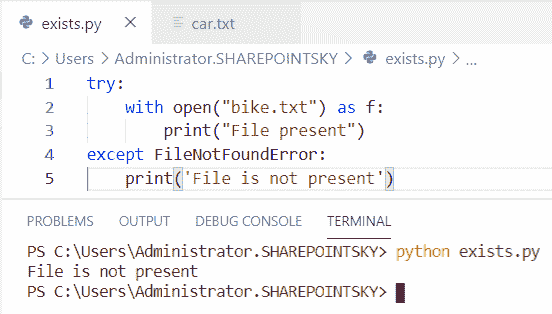 exists.py × car.txt
C: > Users > Administrator.SHAREPOINTSKY > exists.py > ...
1 try:
2 with open("bike.txt") as f:
3 print("File present")
4 except FileNotFoundError:
5 print('File is not present')
PROBLEMS OUTPUT DEBUG CONSOLE TERMINAL
PS C:\Users\Administrator.SHAREPOINTSKY> python exists.py
File is not present
PS C:\Users\Administrator.SHAREPOINTSKY>